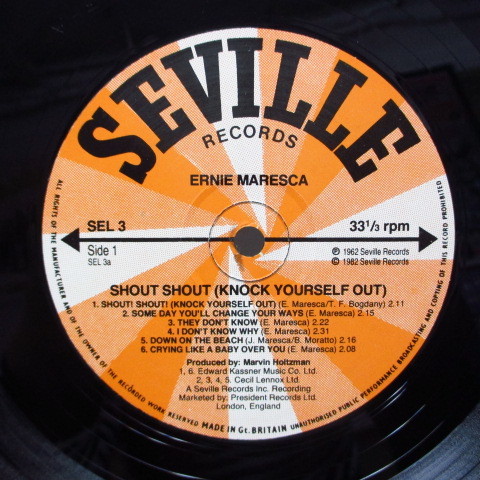 SEVILLE
RECORDS
ERNIE MARESCA
SEL 3
33 1/3 rpm
Side 1
SEL 3a
℗ 1962 Seville Records
© 1982 Seville Records
SHOUT SHOUT (KNOCK YOURSELF OUT)
1. SHOUT! SHOUT! (KNOCK YOURSELF OUT) (E. Maresca/T. F. Bogdany) 2.11
2. SOME DAY YOU'LL CHANGE YOUR WAYS (E. Maresca) 2.15
3. THEY DON'T KNOW (E. Maresca) 2.22
4. I DON'T KNOW WHY (E. Maresca) 2.31
5. DOWN ON THE BEACH (J. Maresca/B. Moratto) 2.16
6. CRYING LIKE A BABY OVER YOU (E. Maresca) 2.08
Produced by: Marvin Holtzman
1, 6. Edward Kassner Music Co. Ltd.
2, 3, 4, 5. Cecil Lennox Ltd.
A Seville Records Inc. Recording
Marketed by: President Records Ltd.
London, England
ALL RIGHTS OF THE MANUFACTURER AND OF THE OWNER OF THE RECORDED WORK RESERVED MADE IN Gt. BRITAIN UNAUTHORISED PUBLIC PERFORMANCE BROADCASTING AND COPYING OF THIS RECORD PROHIBITED